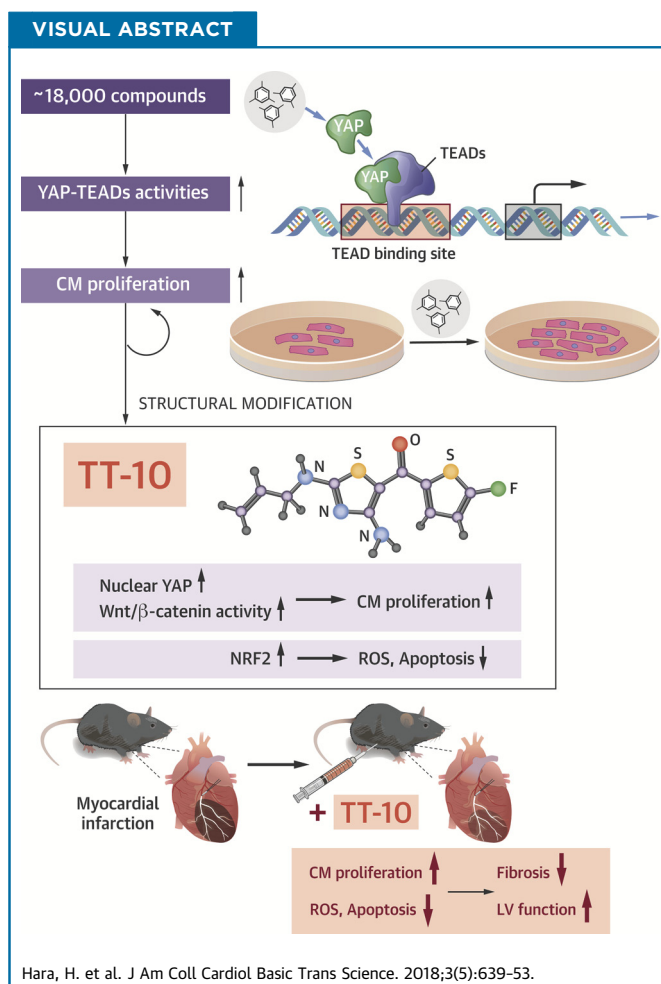 VISUAL ABSTRACT
~18,000 compounds
YAP
YAP
TEADs
YAP-TEADs activities ↑
TEAD binding site
CM proliferation ↑
STRUCTURAL MODIFICATION
TT-10
O
S
S
N
F
N
N
Nuclear YAP ↑
Wnt/β-catenin activity ↑ → CM proliferation ↑
NRF2 ↑ → ROS, Apoptosis ↓
Myocardial
infarction
+ TT-10
CM proliferation ↑ → Fibrosis ↓
ROS, Apoptosis ↓ LV function ↑
Hara, H. et al. J Am Coll Cardiol Basic Trans Science. 2018;3(5):639-53.